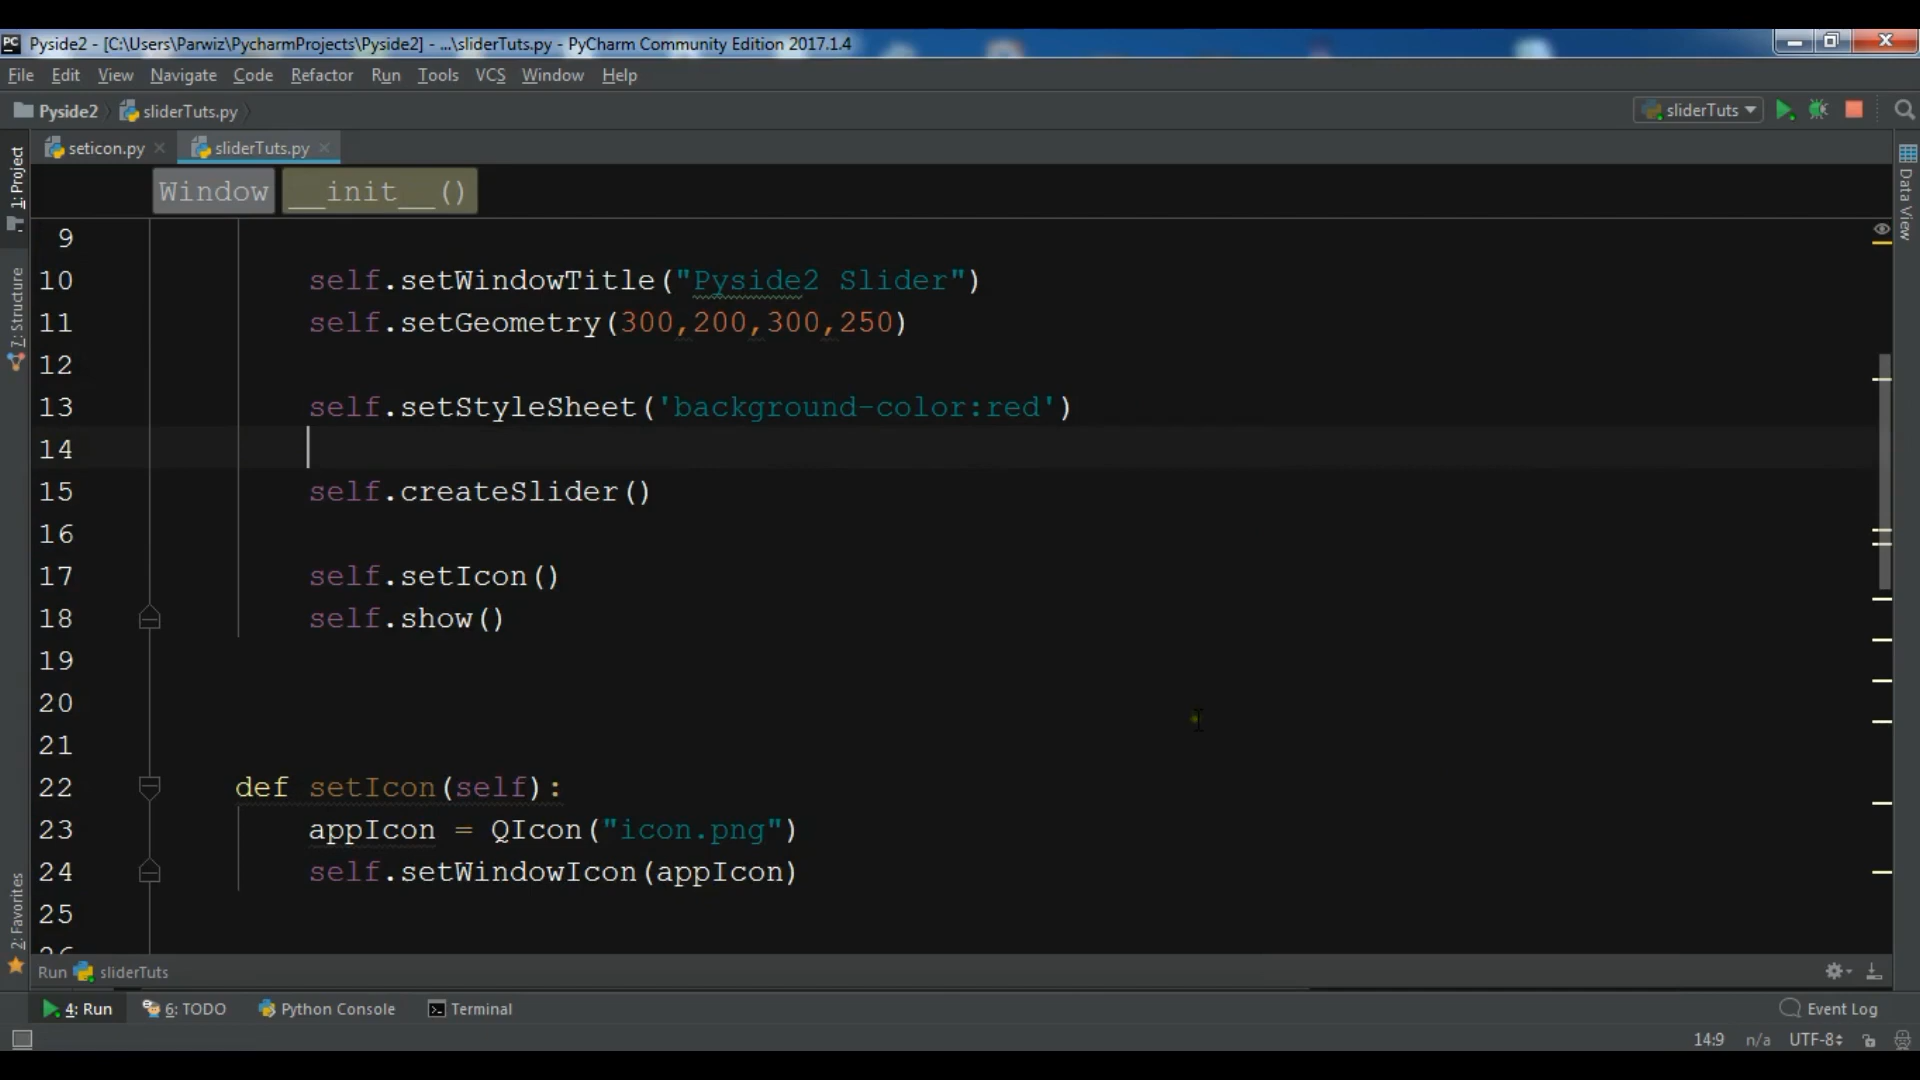 Pyside2 - [C:\Users\Parwiz\PycharmProjects\Pyside2] - ...\sliderTuts.py - PyCharm Community Edition 2017.1.4
File Edit View Navigate Code Refactor Run Tools VCS Window Help
Pyside2 sliderTuts.py sliderTuts
seticon.py sliderTuts.py
1: Project
7: Structure
2: Favorites
Data View
Window __init__()
9
10 self.setWindowTitle("Pyside2 Slider")
11 self.setGeometry(300,200,300,250)
12
13 self.setStyleSheet('background-color:red')
14
15 self.createSlider()
16
17 self.setIcon()
18 self.show()
19
20
21
22 def setIcon(self):
23 appIcon = QIcon("icon.png")
24 self.setWindowIcon(appIcon)
25
26
Run sliderTuts
4: Run 6: TODO Python Console Terminal Event Log
14:9 n/a UTF-8